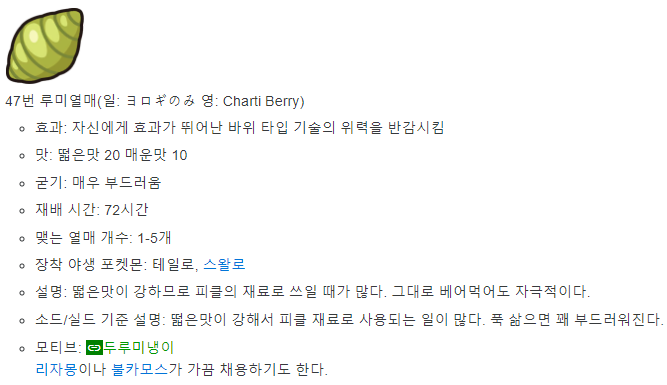 47번 루미열매(일: ヨロギのみ 영: Charti Berry)
효과: 자신에게 효과가 뛰어난 바위 타입 기술의 위력을 반감시킴
맛: 떫은맛 20 매운맛 10
굳기: 매우 부드러움
재배 시간: 72시간
맺는 열매 개수: 1-5개
장착 야생 포켓몬: 테일로, 스왈로
설명: 떫은맛이 강하므로 피클의 재료로 쓰일 때가 많다. 그대로 베어먹어도 자극적이다.
소드/실드 기준 설명: 떫은맛이 강해서 피클 재료로 사용되는 일이 많다. 푹 삶으면 꽤 부드러워진다.
모티브: 두루미냉이
리자몽이나 불카모스가 가끔 채용하기도 한다.